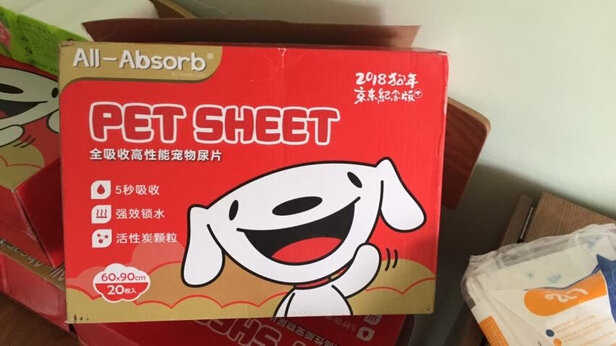 All-Absorb®
2018狗年
京东纪念版
PET SHEET
全吸收高性能宠物尿片
5秒吸收
强效锁水
活性炭颗粒
60x90cm
20枚入